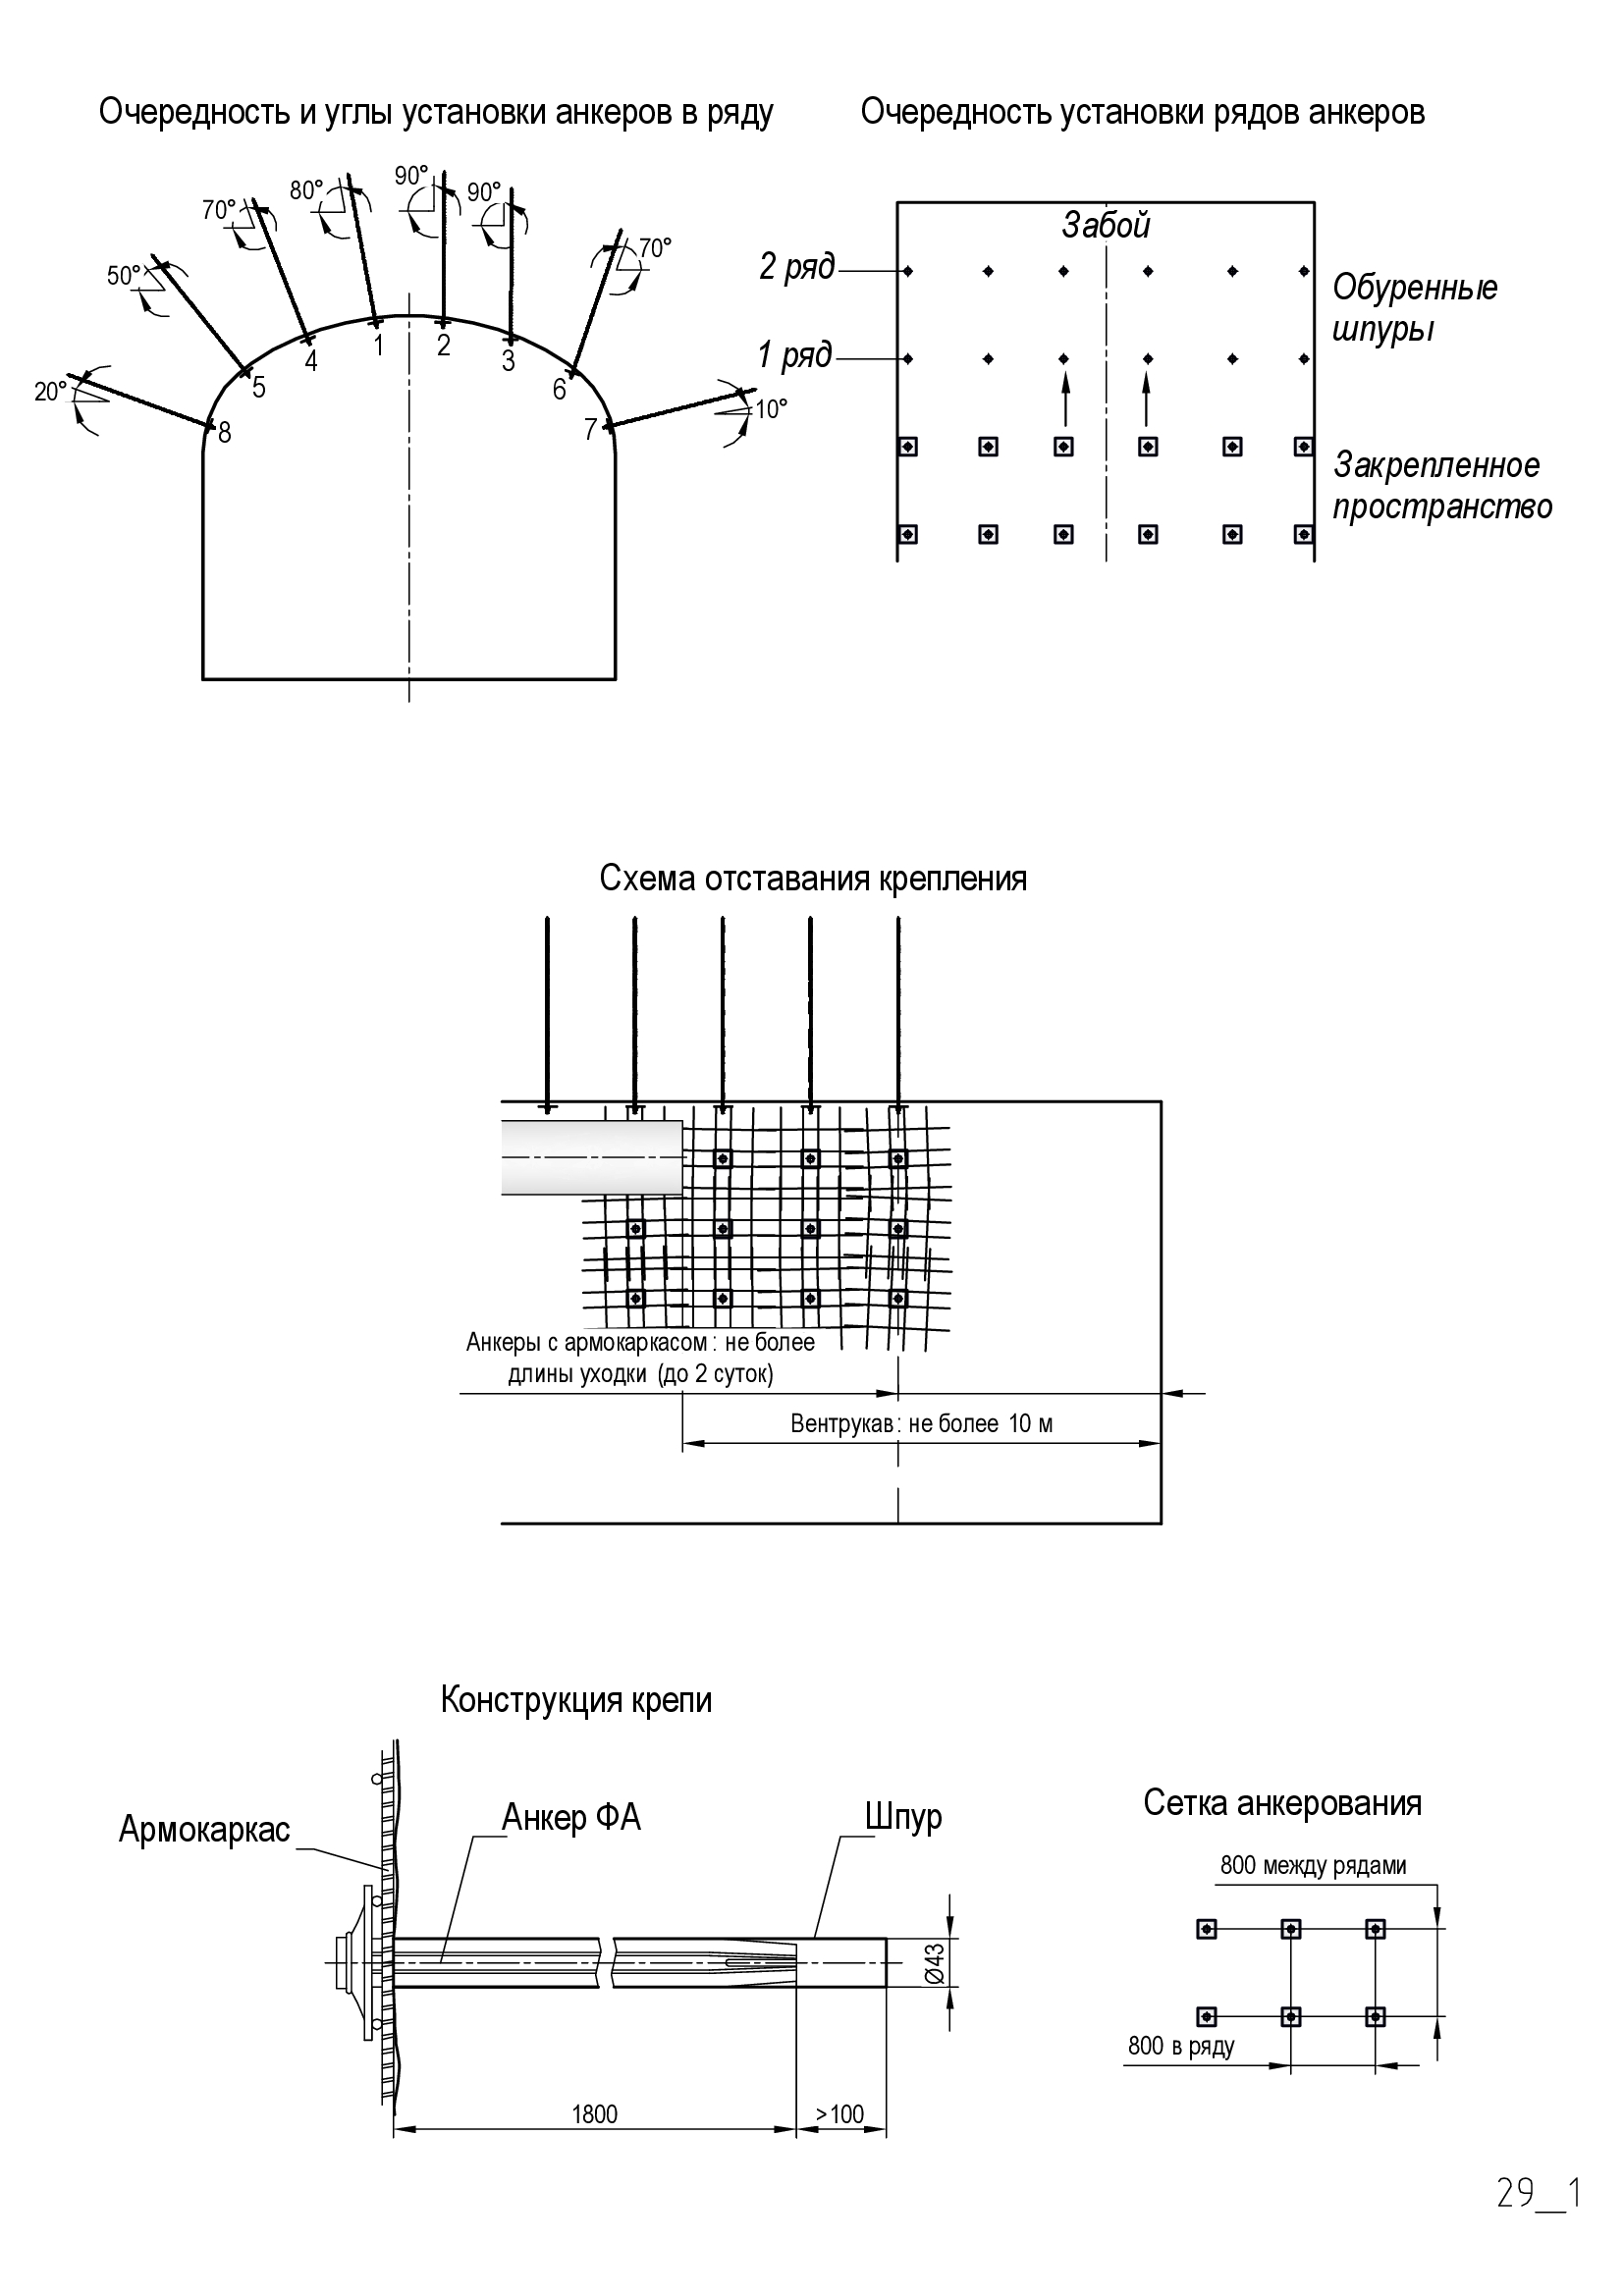 Очередность и углы установки анкеров в ряду
Очередность установки рядов анкеров
20°
50°
70°
80°
90°
90°
70°
10°
8
5
4
1
2
3
6
7
Забой
2 ряд
1 ряд
Обуренные
шпуры
Закрепленное
пространство
Схема отставания крепления
Анкеры с армокаркасом: не более
длины уходки (до 2 суток)
Вентрукав: не более 10 м
Конструкция крепи
Армокаркас
Анкер ФА
Шпур
Ø43
1800
>100
Сетка анкерования
800 между рядами
800 в ряду
29_1